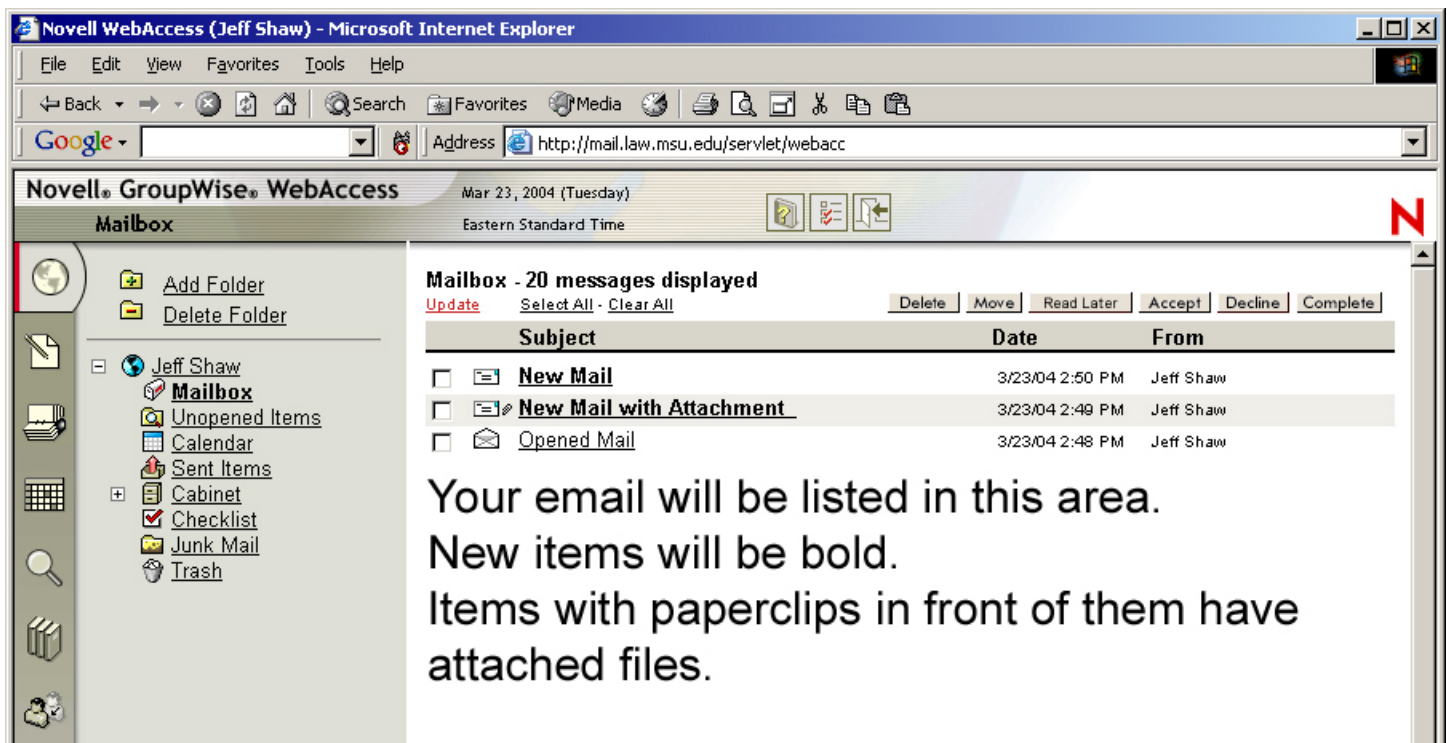 Novell WebAccess (Jeff Shaw) - Microsoft Internet Explorer
File Edit View Favorites Tools Help
Back Search Favorites Media
Google Address http://mail.law.msu.edu/servlet/webacc
Novell® GroupWise® WebAccess Mar 23, 2004 (Tuesday)
Mailbox Eastern Standard Time
N
Add Folder
Delete Folder
Jeff Shaw
Mailbox
Unopened Items
Calendar
Sent Items
Cabinet
Checklist
Junk Mail
Trash
Mailbox - 20 messages displayed
Update Select All - Clear All Delete Move Read Later Accept Decline Complete
Subject Date From
New Mail 3/23/04 2:50 PM Jeff Shaw
New Mail with Attachment 3/23/04 2:49 PM Jeff Shaw
Opened Mail 3/23/04 2:48 PM Jeff Shaw
Your email will be listed in this area.
New items will be bold.
Items with paperclips in front of them have
attached files.